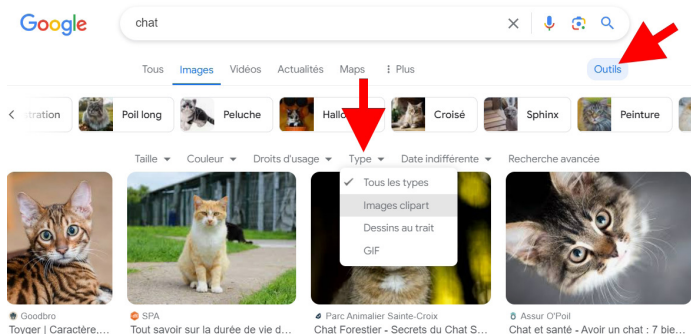 Google
chat
Tous Images Vidéos Actualités Maps Plus
Outils
tration Poil long Peluche Hallo Croisé Sphinx Peinture
Taille Couleur Droits d'usage Type Date indifférente Recherche avancée
Tous les types
Images clipart
Dessins au trait
GIF
Goodbro SPA Parc Animalier Sainte-Croix Assur O'Poil
Toyger | Caractère,... Tout savoir sur la durée de vie d... Chat Forestier - Secrets du Chat S... Chat et santé - Avoir un chat : 7 bie...